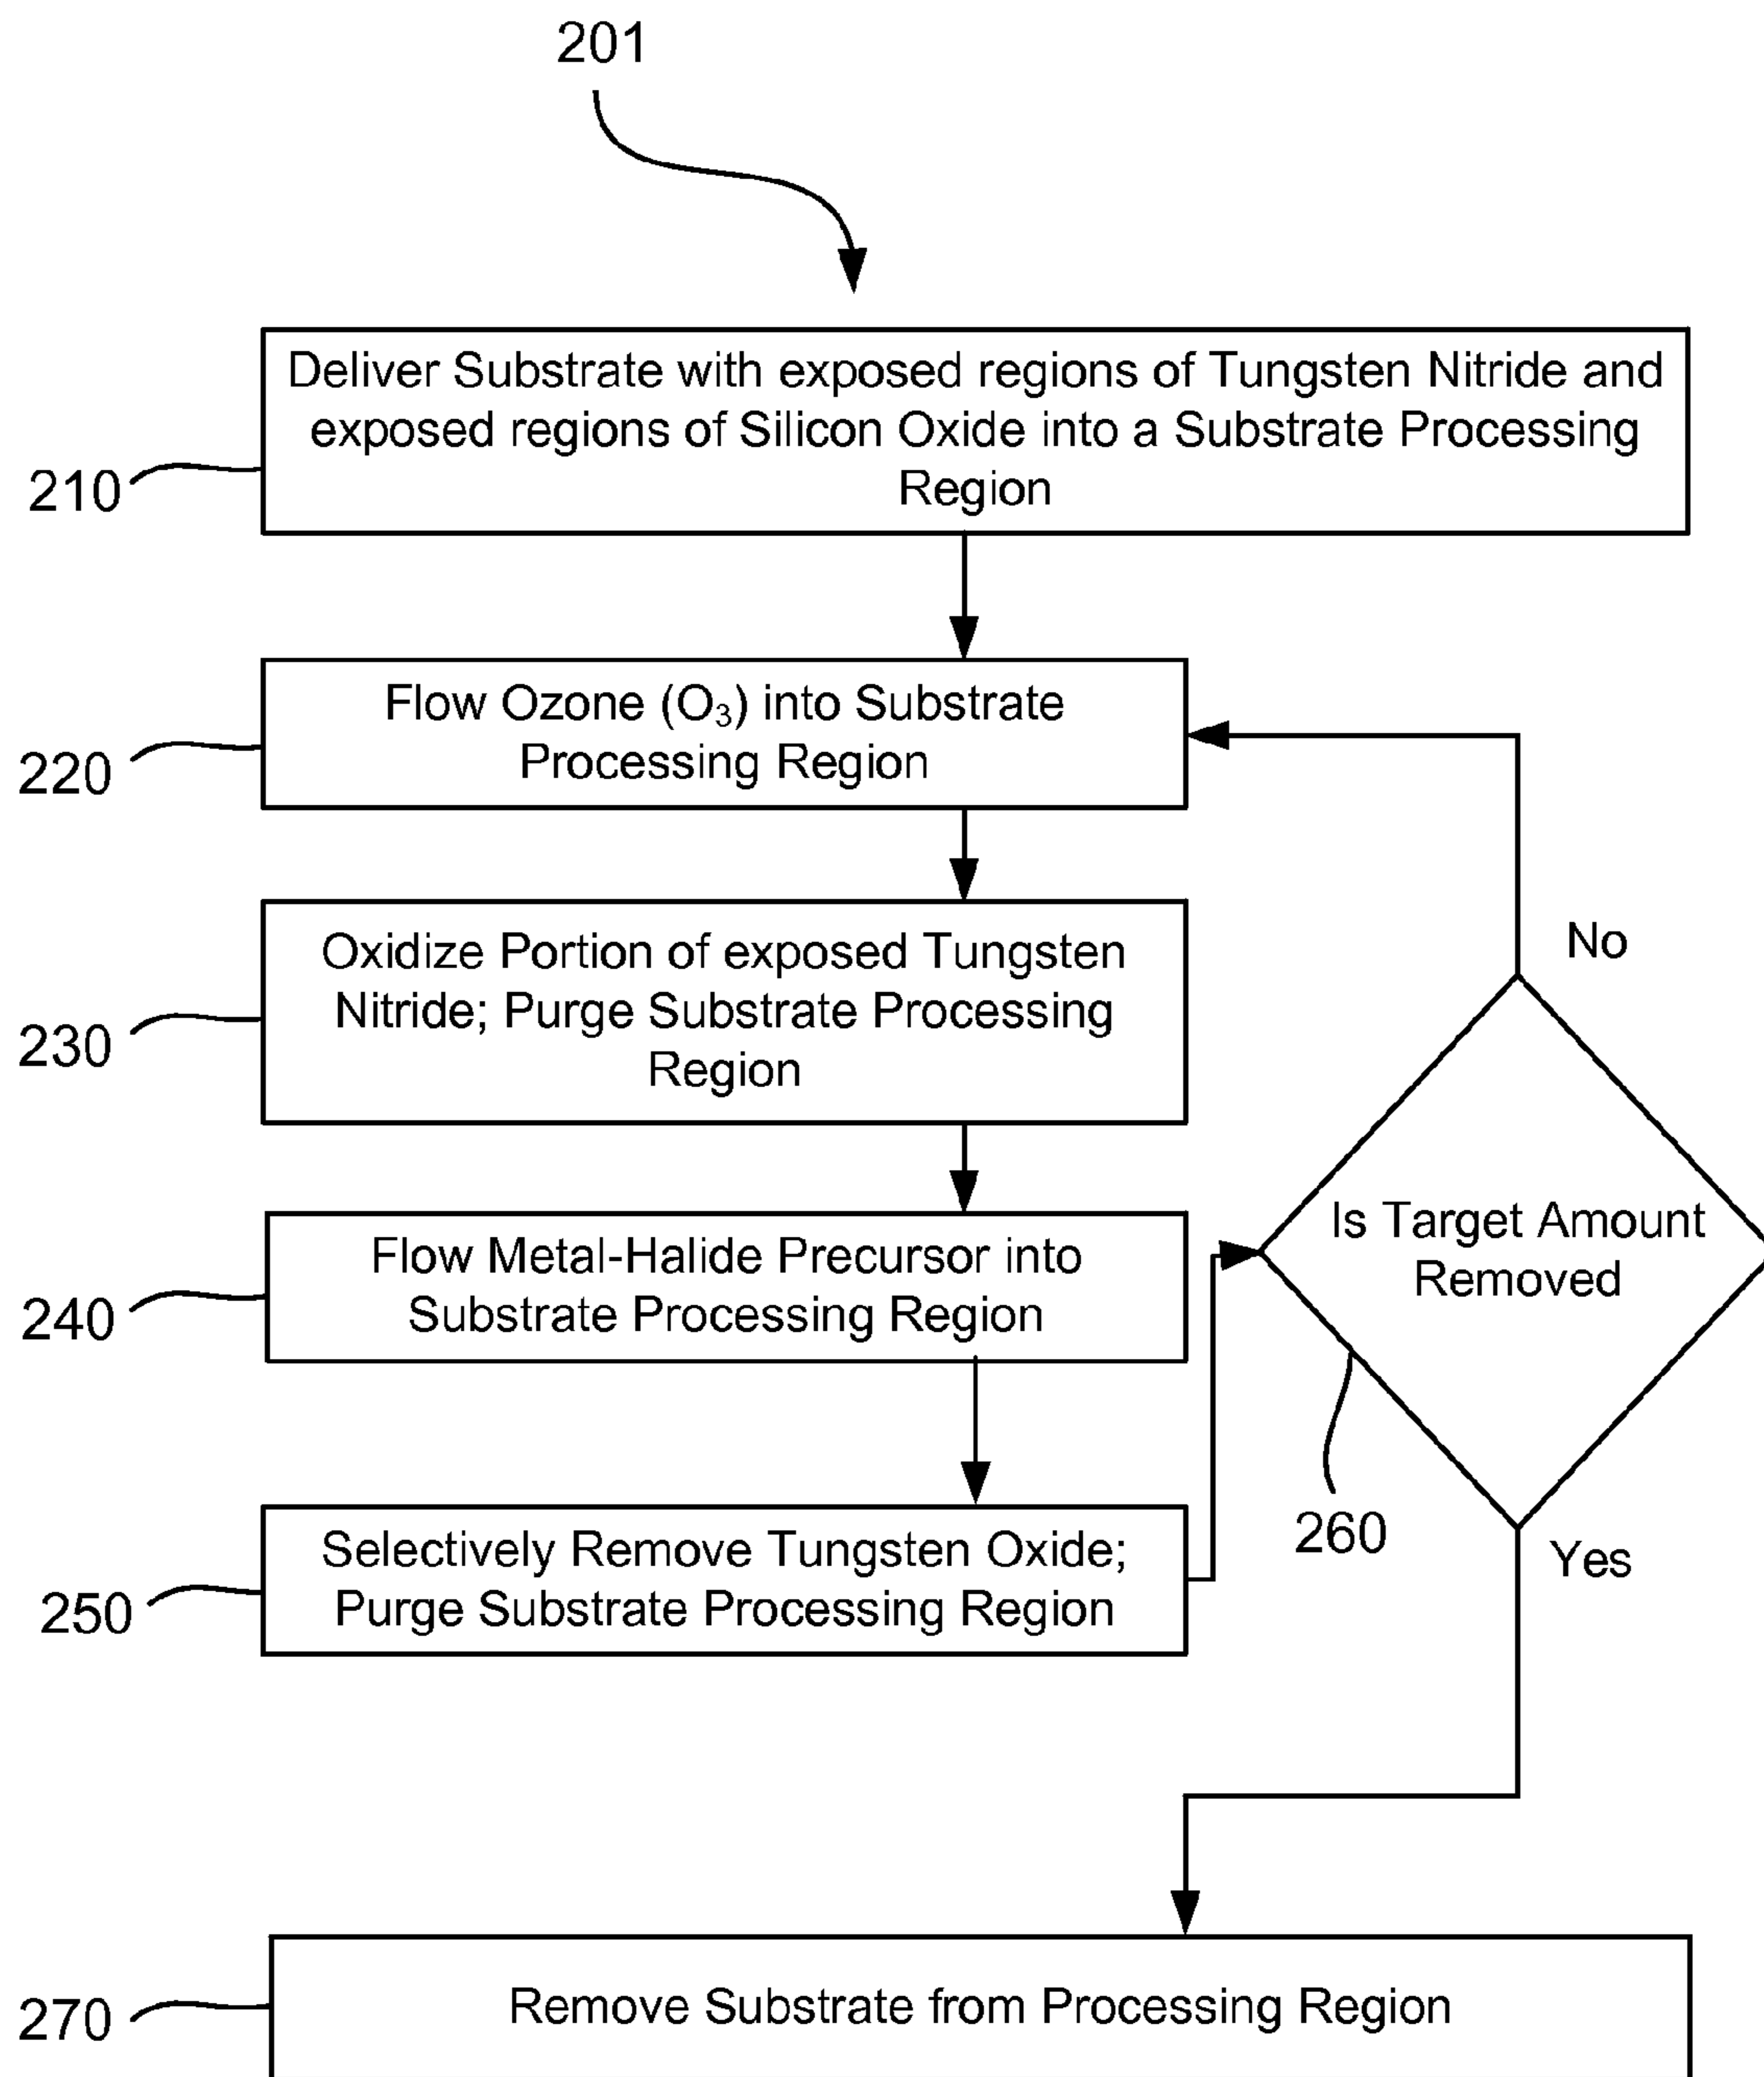 201
Deliver Substrate with exposed regions of Tungsten Nitride and
exposed regions of Silicon Oxide into a Substrate Processing
Region
210
Flow Ozone (O₃) into Substrate
Processing Region
220
Oxidize Portion of exposed Tungsten
Nitride; Purge Substrate Processing
Region
230
No
Flow Metal-Halide Precursor into
Substrate Processing Region
240
Is Target Amount
Removed
260
Selectively Remove Tungsten Oxide;
Purge Substrate Processing Region
250
Yes
Remove Substrate from Processing Region
270